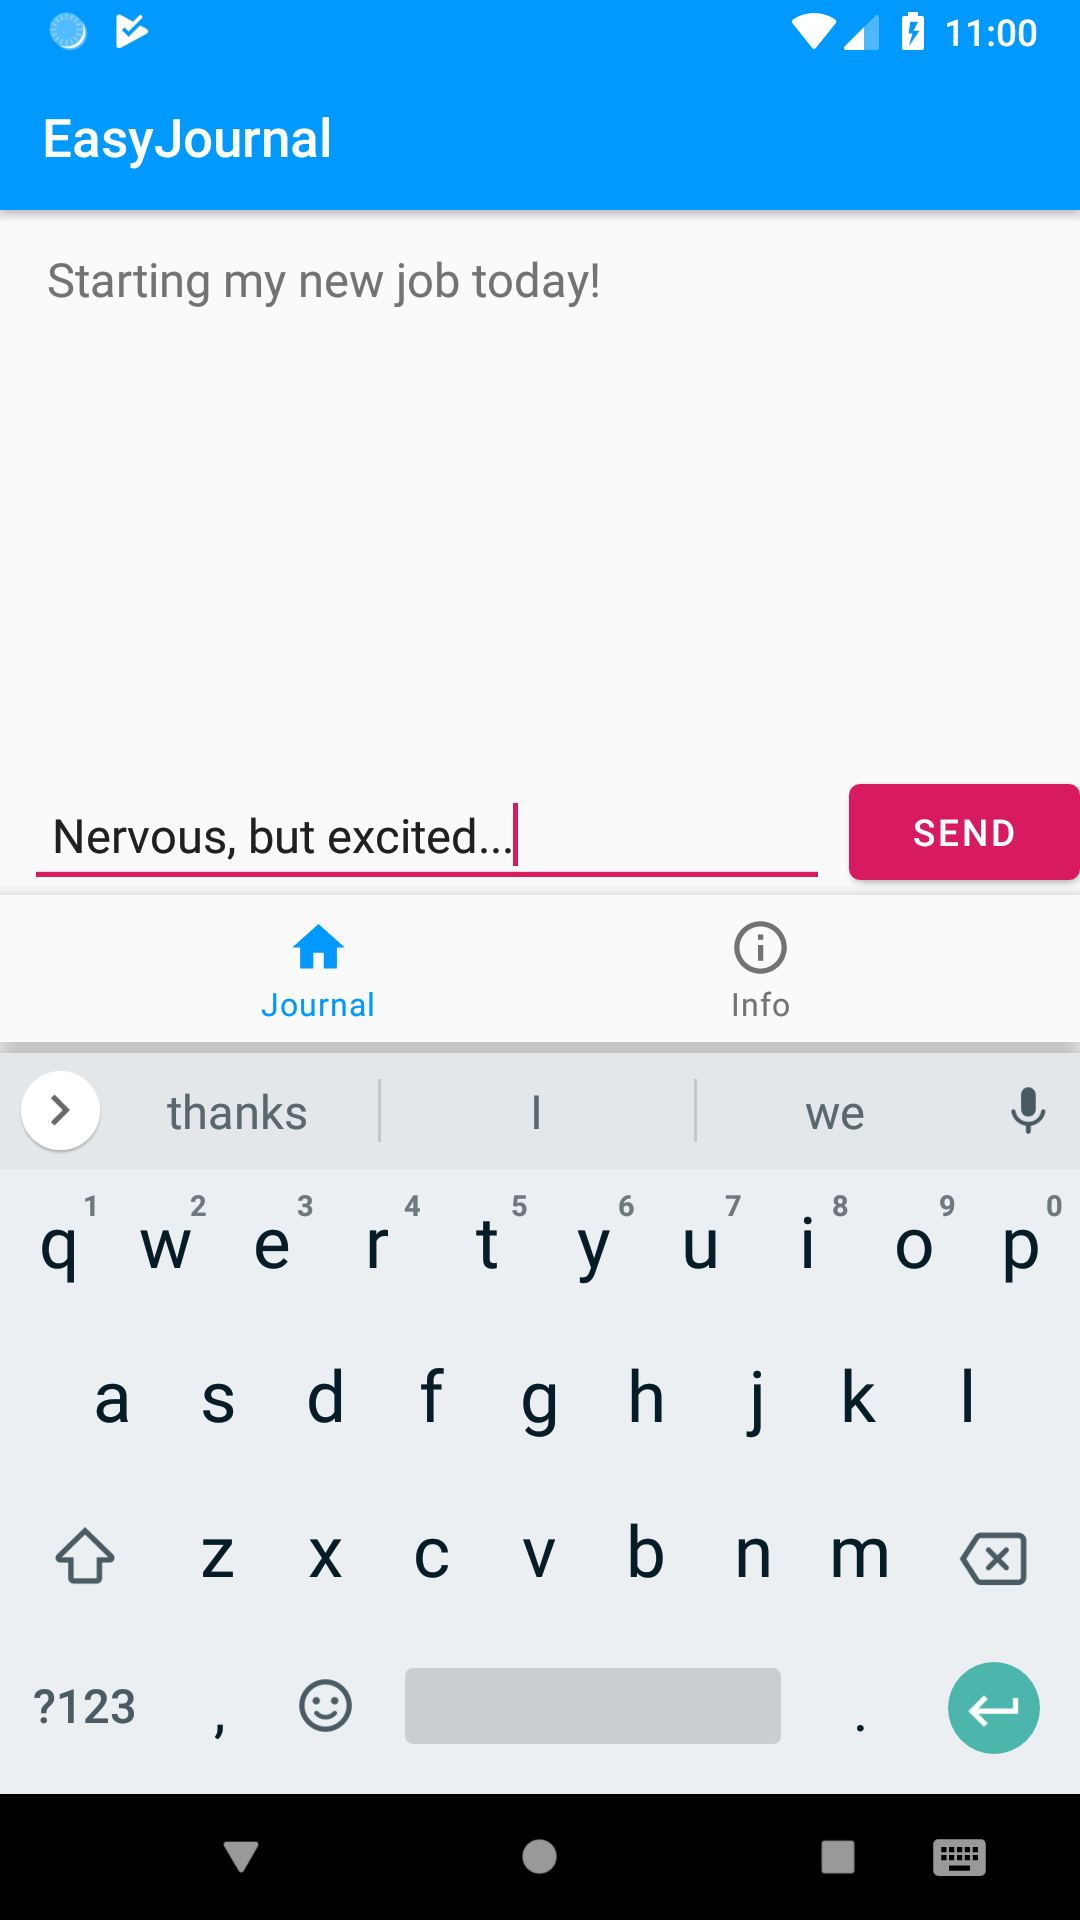 11:00
EasyJournal
Starting my new job today!
Nervous, but excited...
SEND
Journal Info
thanks I we
1 2 3 4 5 6 7 8 9 0
q w e r t y u i o p
a s d f g h j k l
z x c v b n m
?123 , .